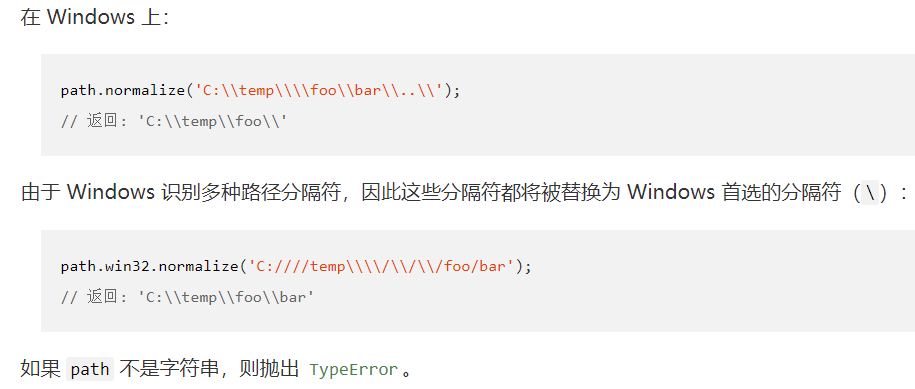 在 Windows 上：
path.normalize('C:\\temp\\\\foo\\bar\\..\\');
// 返回: 'C:\\temp\\foo\\'
由于 Windows 识别多种路径分隔符，因此这些分隔符都将被替换为 Windows 首选的分隔符（\）：
path.win32.normalize('C:////temp\\\\/\\/\\/foo/bar');
// 返回: 'C:\\temp\\foo\\bar'
如果 path 不是字符串，则抛出 TypeError。